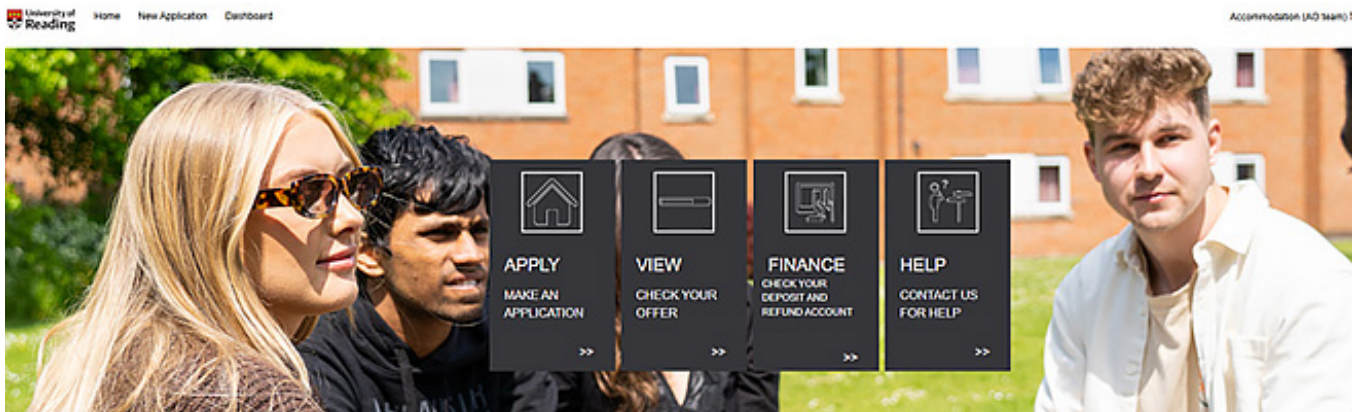 University of
Reading
Home New Application Dashboard
Accommodation (AO team)
APPLY
MAKE AN
APPLICATION
>>
VIEW
CHECK YOUR
OFFER
>>
FINANCE
CHECK YOUR
DEPOSIT AND
REFUND ACCOUNT
>>
HELP
CONTACT US
FOR HELP
>>